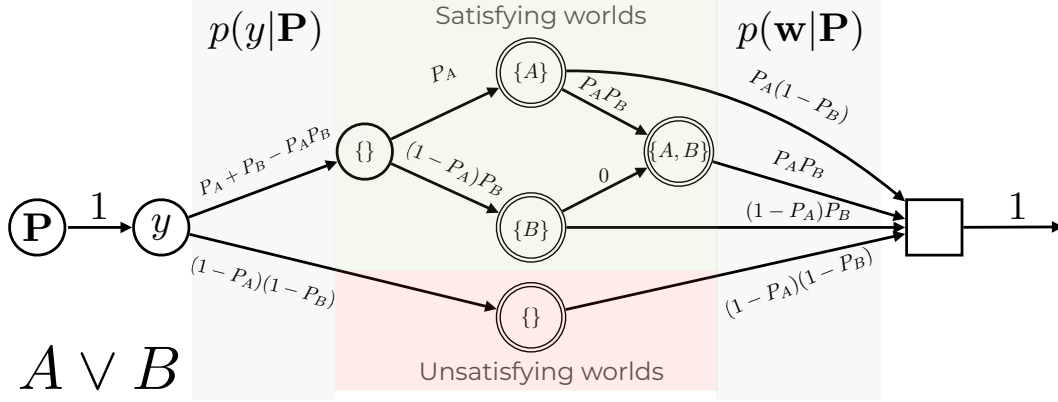 Satisfying worlds
p(y|P)
p(w|P)
P_A
{A}
P_A P_B
P_A(1−P_B)
{}
{A, B}
P_A + P_B − P_A P_B
(1−P_A)P_B
0
P_A P_B
P
1
y
{B}
(1−P_A)P_B
1
(1−P_A)(1−P_B)
{}
(1−P_A)(1−P_B)
A ∨ B
Unsatisfying worlds